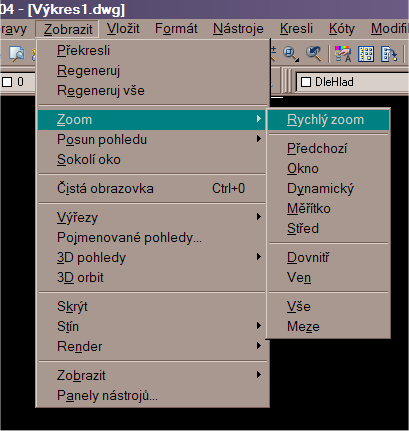 04 - [Výkres1.dwg]
pravy Zobrazit Vložit Formát Nástroje Kresli Kóty Modifi
0 DleHlad
Překresli
Regeneruj
Regeneruj vše
Zoom
Posun pohledu
Sokolí oko
Čistá obrazovka Ctrl+0
Výřezy
Pojmenované pohledy...
3D pohledy
3D orbit
Skrýt
Stín
Render
Zobrazit
Panely nástrojů...
Rychlý zoom
Předchozí
Okno
Dynamický
Měřítko
Střed
Dovnitř
Ven
Vše
Meze